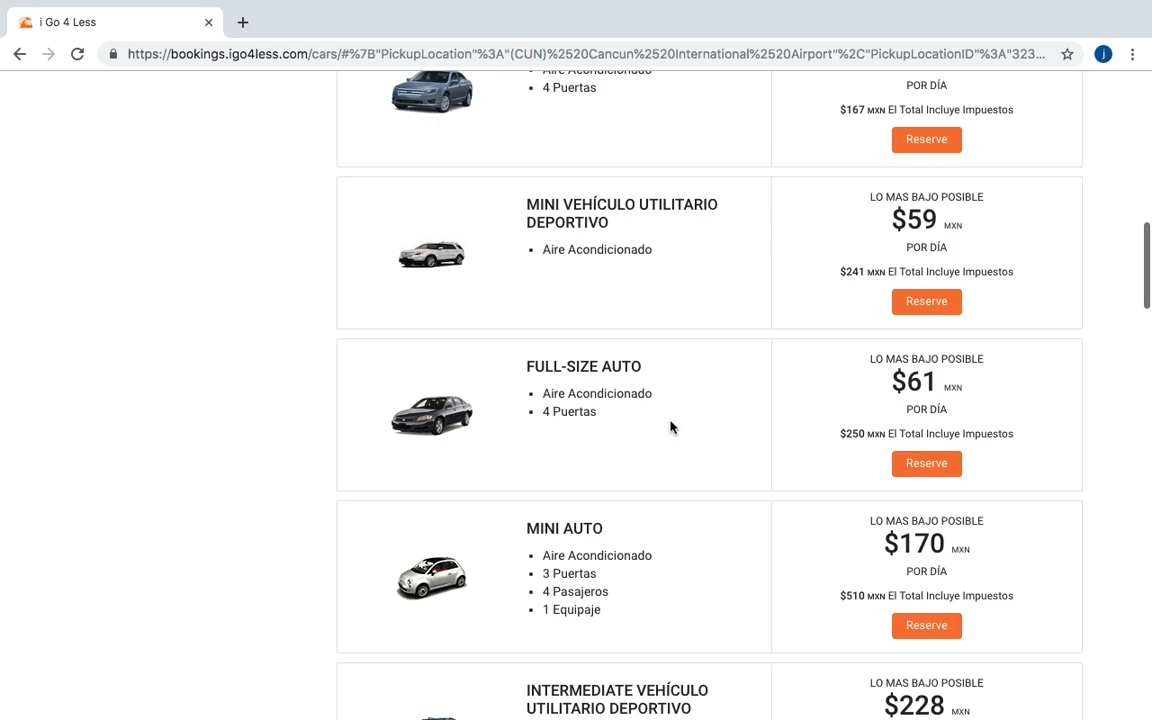 i Go 4 Less
https://bookings.igo4less.com/cars/#%7B"PickupLocation"%3A"(CUN)%2520Cancun%2520International%2520Airport"%2C"PickupLocationID"%3A"323...
j
Aire Acondicionado
4 Puertas
POR DÍA
$167 MXN El Total Incluye Impuestos
Reserve
MINI VEHÍCULO UTILITARIO
DEPORTIVO
Aire Acondicionado
LO MAS BAJO POSIBLE
$59 MXN
POR DÍA
$241 MXN El Total Incluye Impuestos
Reserve
FULL-SIZE AUTO
Aire Acondicionado
4 Puertas
LO MAS BAJO POSIBLE
$61 MXN
POR DÍA
$250 MXN El Total Incluye Impuestos
Reserve
MINI AUTO
Aire Acondicionado
3 Puertas
4 Pasajeros
1 Equipaje
LO MAS BAJO POSIBLE
$170 MXN
POR DÍA
$510 MXN El Total Incluye Impuestos
Reserve
INTERMEDIATE VEHÍCULO
UTILITARIO DEPORTIVO
LO MAS BAJO POSIBLE
$228 MXN